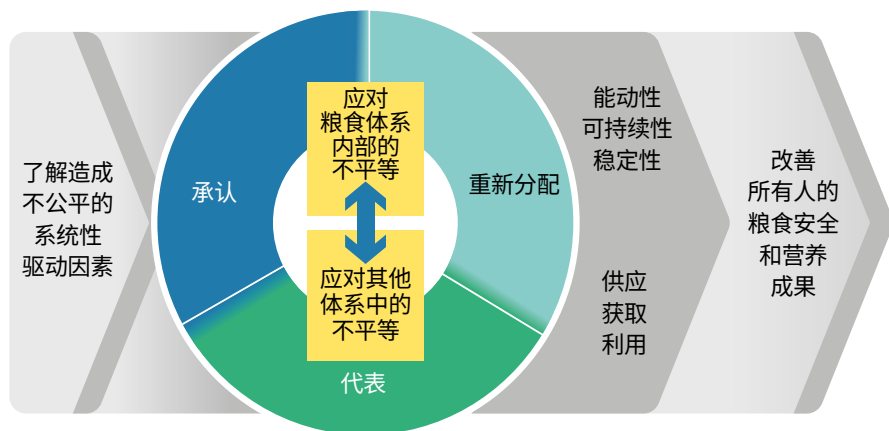 了解造成
不公平的
系统性
驱动因素
承认
应对
粮食体系
内部的
不平等
应对其他
体系中的
不平等
重新分配
代表
能动性
可持续性
稳定性
供应
获取
利用
改善
所有人的
粮食安全
和营养
成果